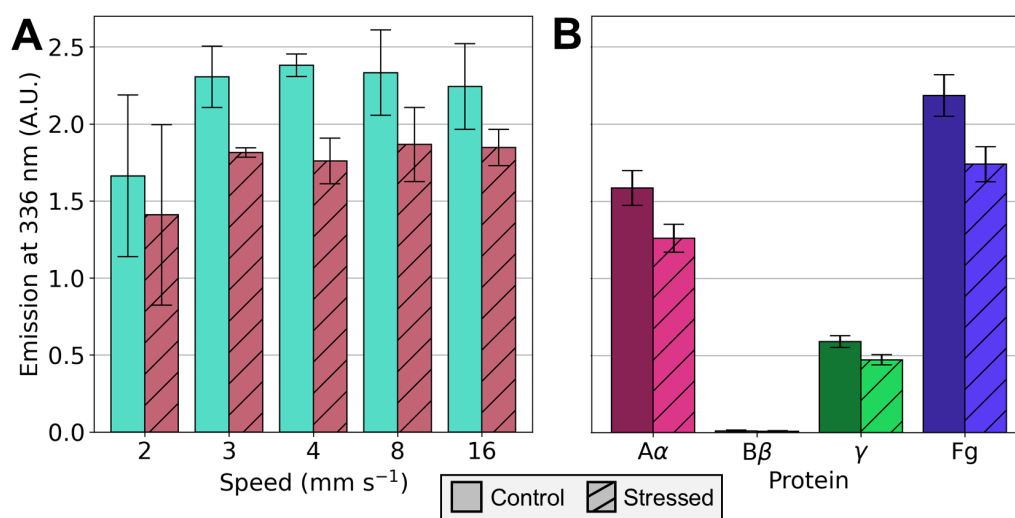 A
B
Emission at 336 nm (A.U.)
2.5
2.0
1.5
1.0
0.5
0.0
2 3 4 8 16
Speed (mm s⁻¹)
Aα Bβ γ Fg
Protein
Control Stressed